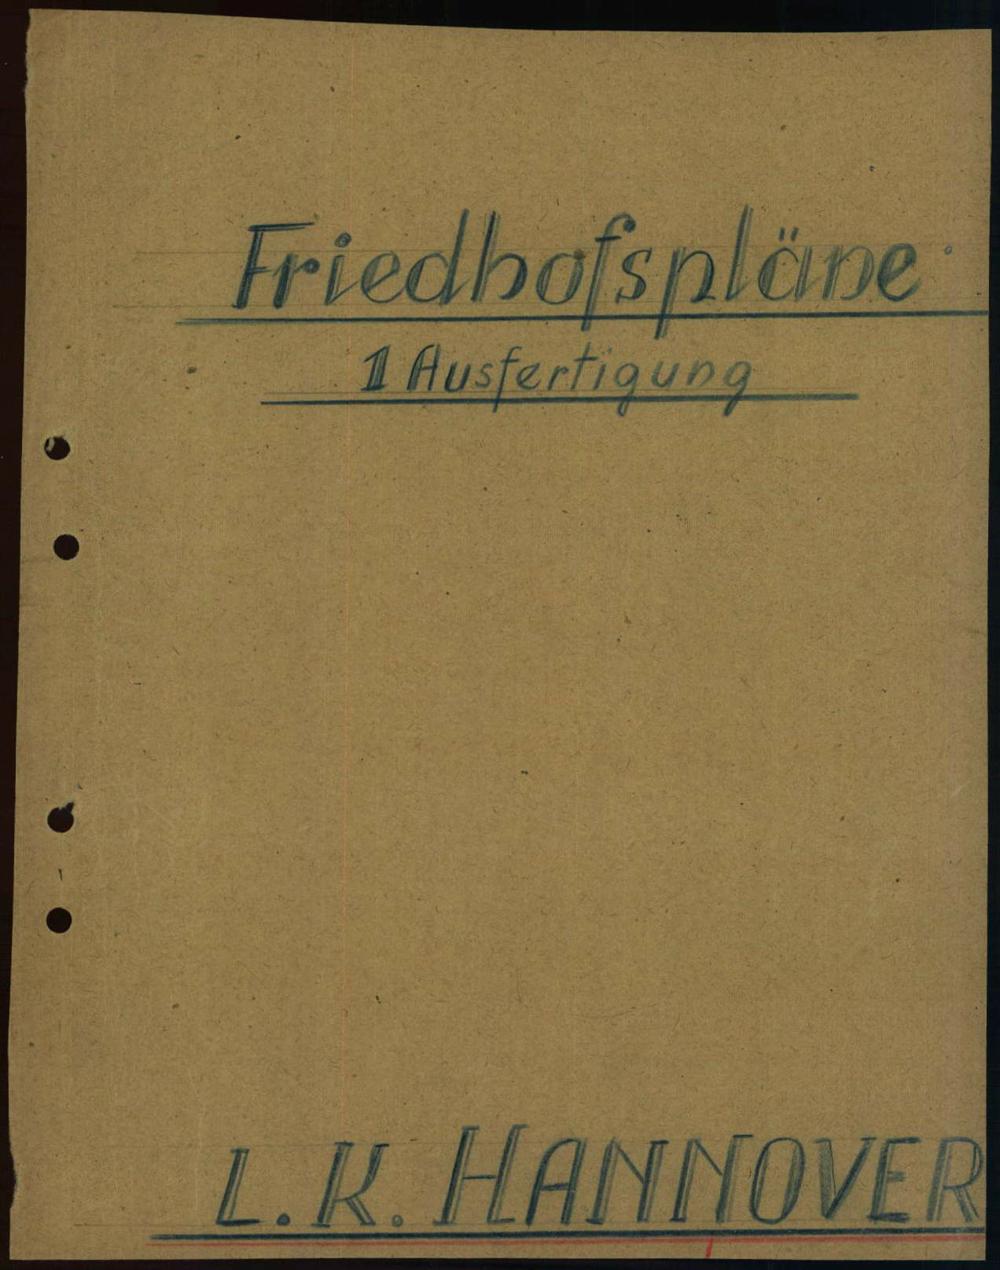 Friedhofspläne
1 Ausfertigung
L. K. HANNOVER